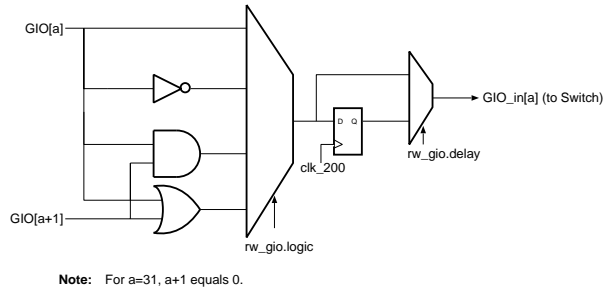 GIO[a]
GIO_in[a] (to Switch)
D Q
rw_gio.delay
clk_200
GIO[a+1]
rw_gio.logic
Note: For a=31, a+1 equals 0.